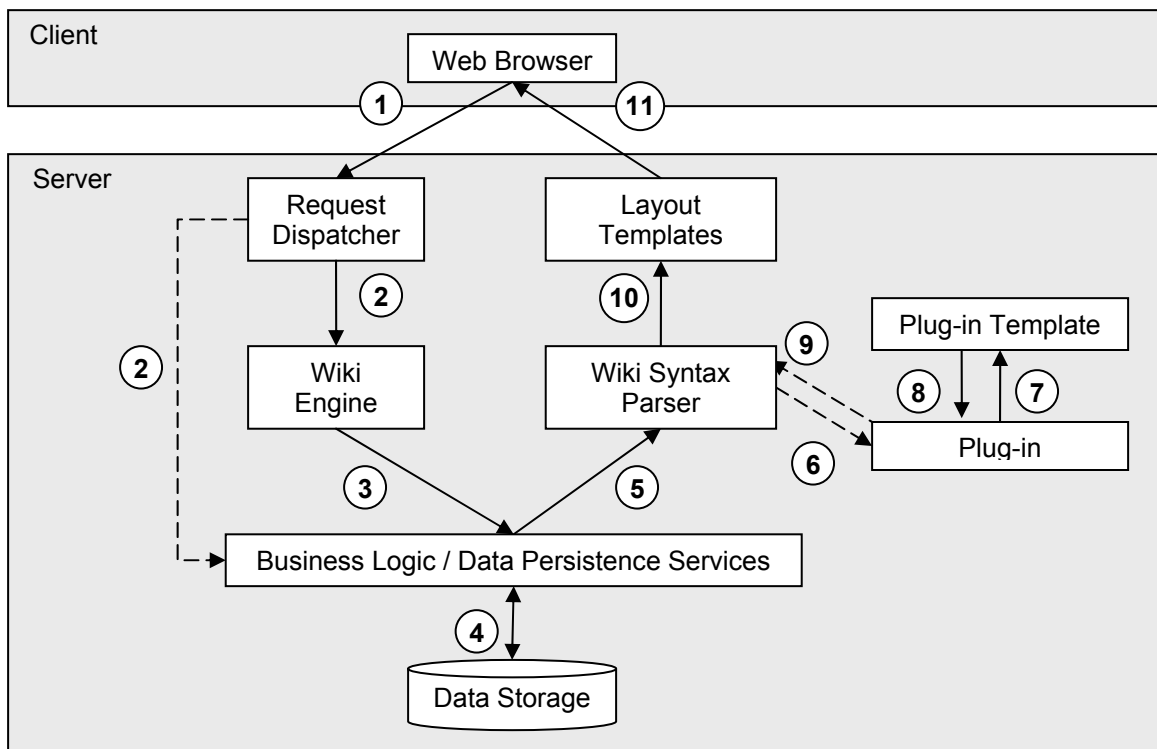 Client
Web Browser
1
11
Server
Request
Dispatcher
Layout
Templates
2
10
Plug-in Template
2
Wiki
Engine
Wiki Syntax
Parser
9
8
7
6
Plug-in
3
5
Business Logic / Data Persistence Services
4
Data Storage